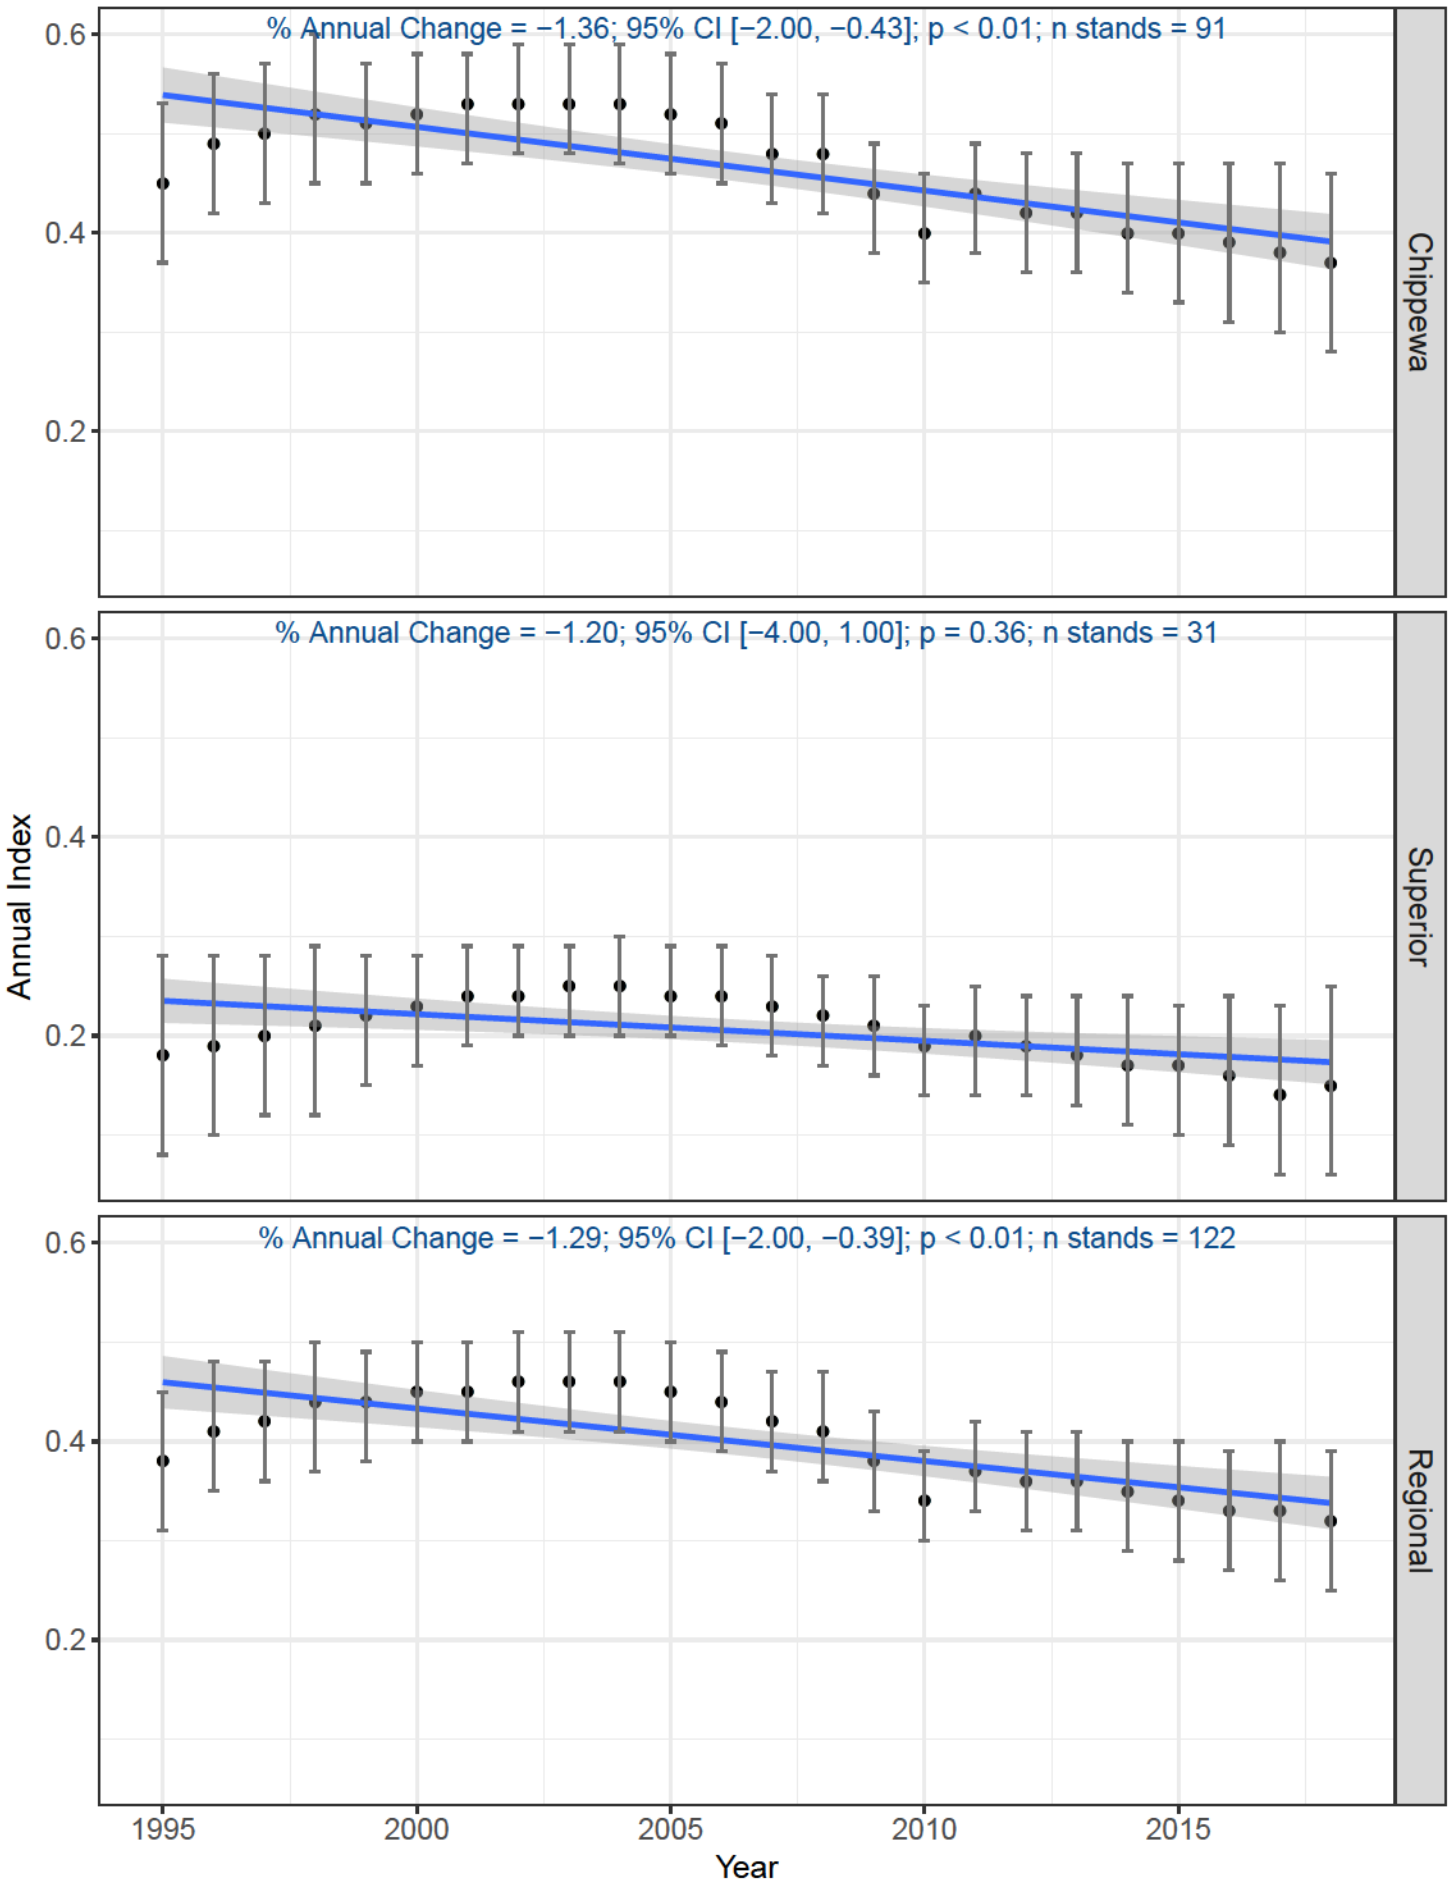 % Annual Change = −1.36; 95% CI [−2.00, −0.43]; p < 0.01; n stands = 91
0.6
0.4
0.2
Chippewa
% Annual Change = −1.20; 95% CI [−4.00, 1.00]; p = 0.36; n stands = 31
0.6
0.4
0.2
Superior
Annual Index
% Annual Change = −1.29; 95% CI [−2.00, −0.39]; p < 0.01; n stands = 122
0.6
0.4
0.2
Regional
1995 2000 2005 2010 2015
Year